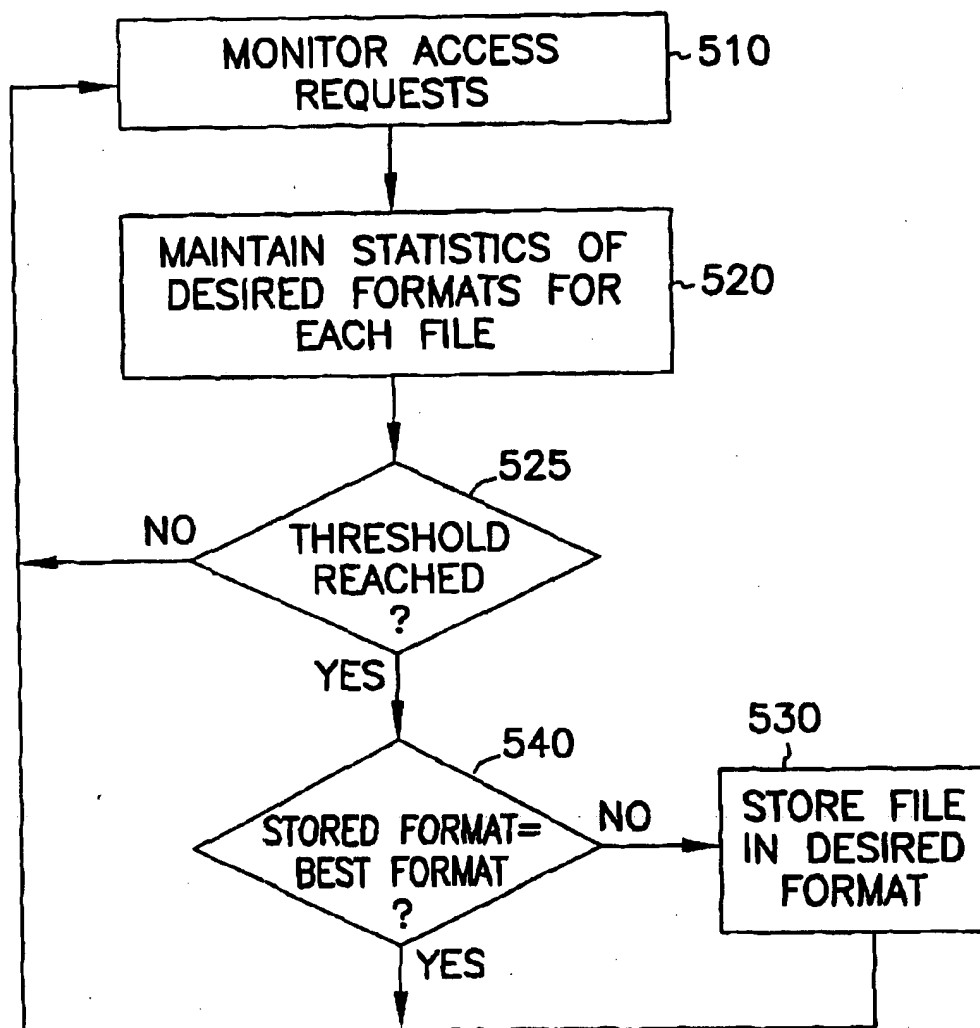 MONITOR ACCESS
REQUESTS
510
MAINTAIN STATISTICS OF
DESIRED FORMATS FOR
EACH FILE
520
525
NO
THRESHOLD
REACHED
?
YES
540
530
STORED FORMAT=
BEST FORMAT
?
NO
STORE FILE
IN DESIRED
FORMAT
YES